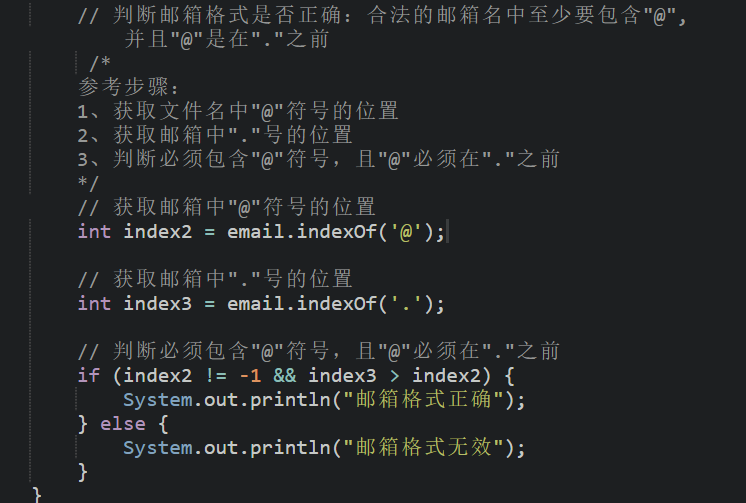 // 判断邮箱格式是否正确：合法的邮箱名中至少要包含"@",
并且"@"是在"."之前
/*
参考步骤：
1、获取文件名中"@"符号的位置
2、获取邮箱中"."号的位置
3、判断必须包含"@"符号，且"@"必须在"."之前
*/
// 获取邮箱中"@"符号的位置
int index2 = email.indexOf('@');
// 获取邮箱中"."号的位置
int index3 = email.indexOf('.');
// 判断必须包含"@"符号，且"@"必须在"."之前
if (index2 != -1 && index3 > index2) {
System.out.println("邮箱格式正确");
} else {
System.out.println("邮箱格式无效");
}
}